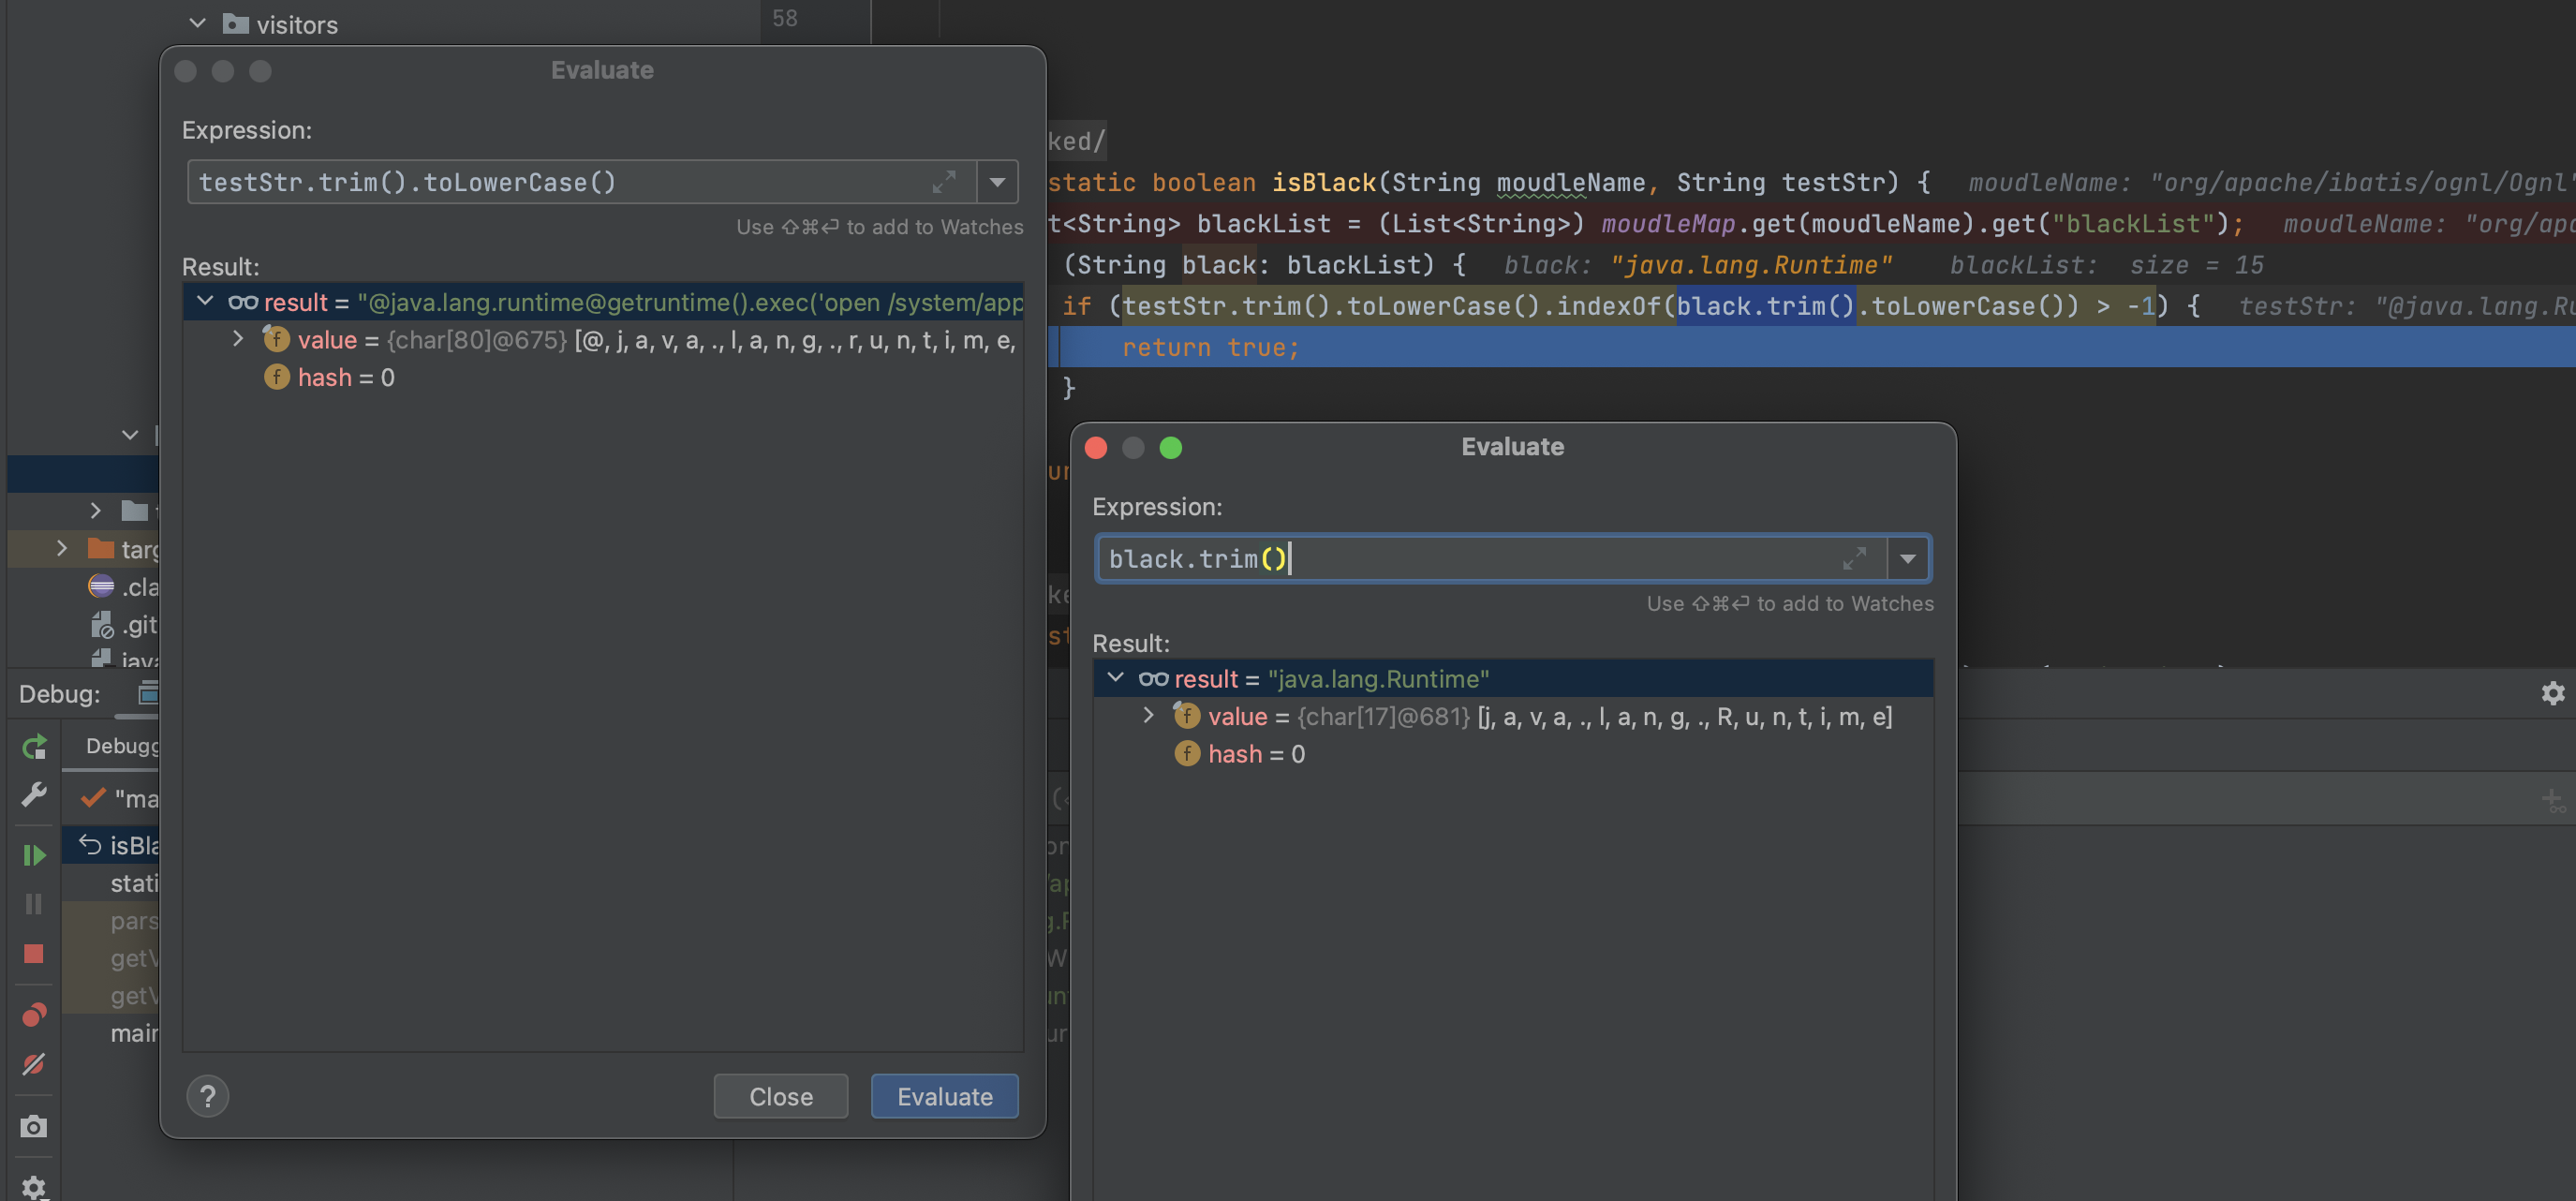 visitors
58
Evaluate
Expression:
testStr.trim().toLowerCase()
Use ⇧⌘⏎ to add to Watches
Result:
result = "@java.lang.runtime@getruntime().exec('open /system/app
value = {char[80]@675} [@, j, a, v, a, ., l, a, n, g, ., r, u, n, t, i, m, e,
hash = 0
? Close Evaluate
ked/
static boolean isBlack(String moudleName, String testStr) { moudleName: "org/apache/ibatis/ognl/Ognl"
t<String> blackList = (List<String>) moudleMap.get(moudleName).get("blackList"); moudleName: "org/apa
(String black: blackList) { black: "java.lang.Runtime" blackList: size = 15
if (testStr.trim().toLowerCase().indexOf(black.trim().toLowerCase()) > -1) { testStr: "@java.lang.Ru
return true;
}
Evaluate
Expression:
black.trim()
Use ⇧⌘⏎ to add to Watches
Result:
result = "java.lang.Runtime"
value = {char[17]@681} [j, a, v, a, ., l, a, n, g, ., R, u, n, t, i, m, e]
hash = 0
targ
.cla
.git
java
Debug:
Debugg
"ma
isBla
stati
pars
getV
getV
main